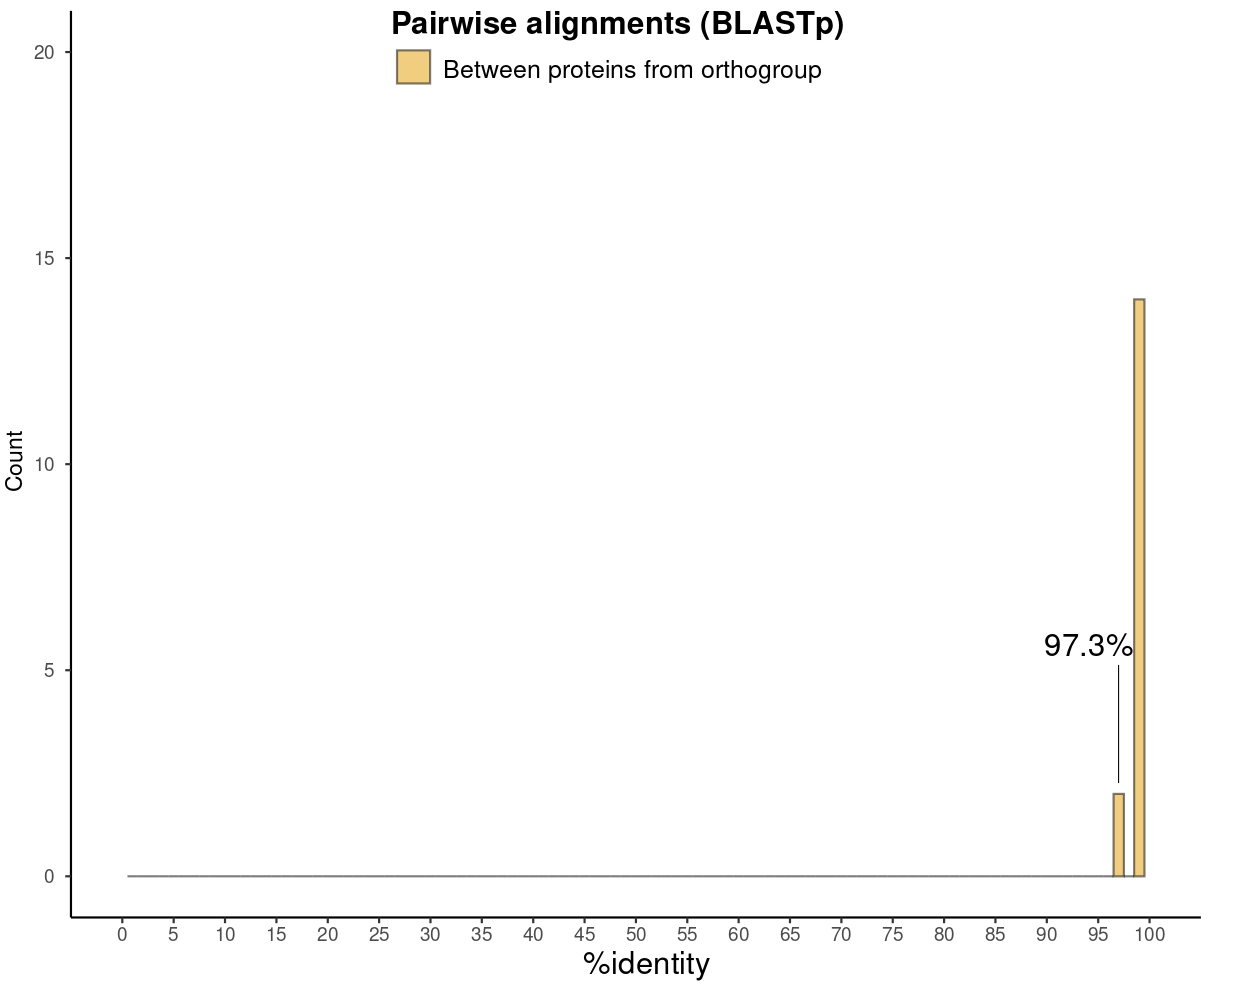 Pairwise alignments (BLASTp)
Between proteins from orthogroup
20
15
10
5
0
Count
97.3%
0 5 10 15 20 25 30 35 40 45 50 55 60 65 70 75 80 85 90 95 100
%identity